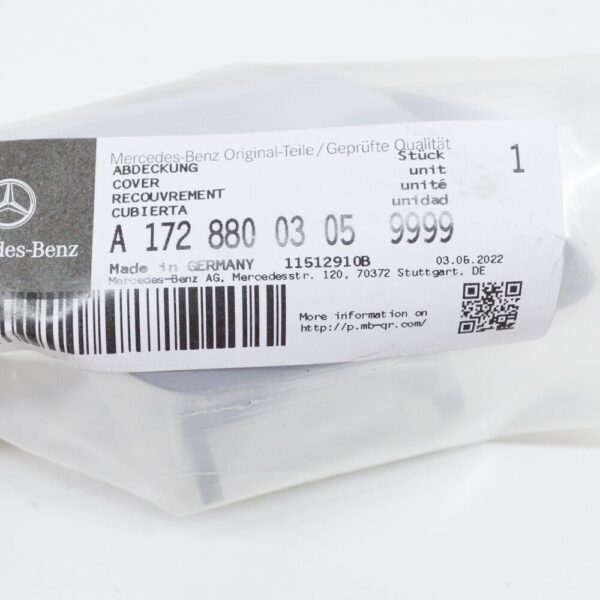 Mercedes-Benz Original-Teile/Geprüfte Qualität
ABDECKUNG
COVER
RECOUVREMENT
CUBIERTA
Stück
unit
unité
unidad
1
des-Benz
A 172 880 03 05 9999
Made in GERMANY 11512910B 03.06.2022
Mercedes-Benz AG, Mercedesstr. 120, 70372 Stuttgart, DE
More information on
http://p.mb-qr.com/